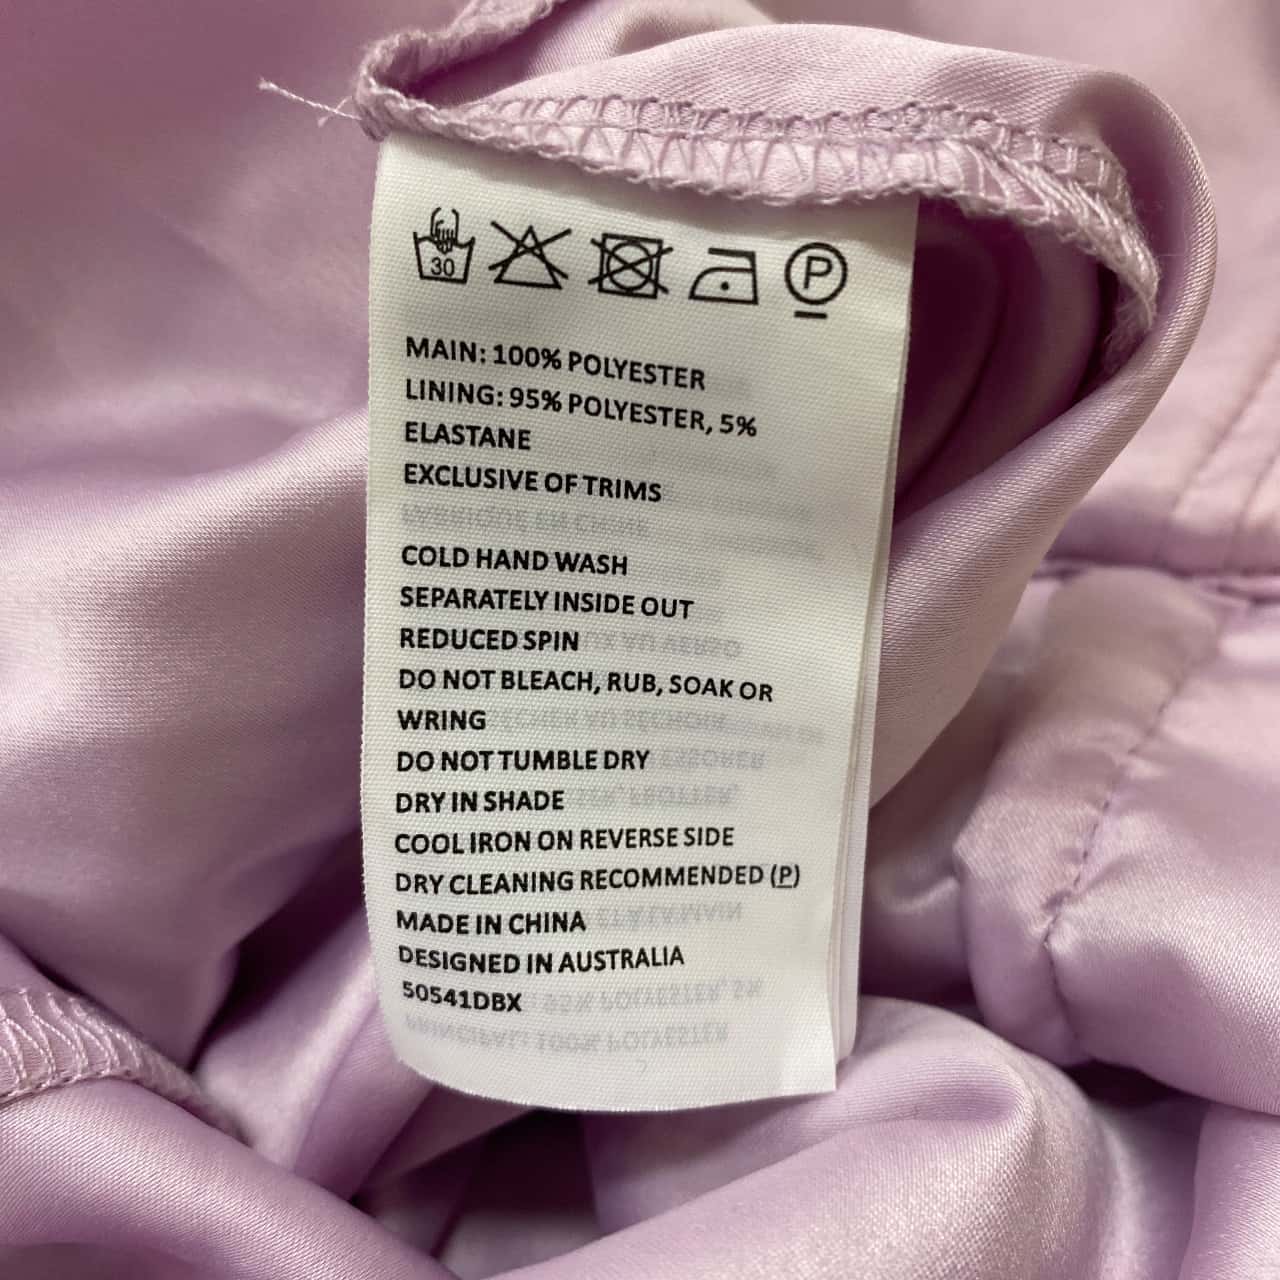 30
P
MAIN: 100% POLYESTER
LINING: 95% POLYESTER, 5%
ELASTANE
EXCLUSIVE OF TRIMS
COLD HAND WASH
SEPARATELY INSIDE OUT
REDUCED SPIN
DO NOT BLEACH, RUB, SOAK OR
WRING
DO NOT TUMBLE DRY
DRY IN SHADE
COOL IRON ON REVERSE SIDE
DRY CLEANING RECOMMENDED (P)
MADE IN CHINA
DESIGNED IN AUSTRALIA
50541DBX